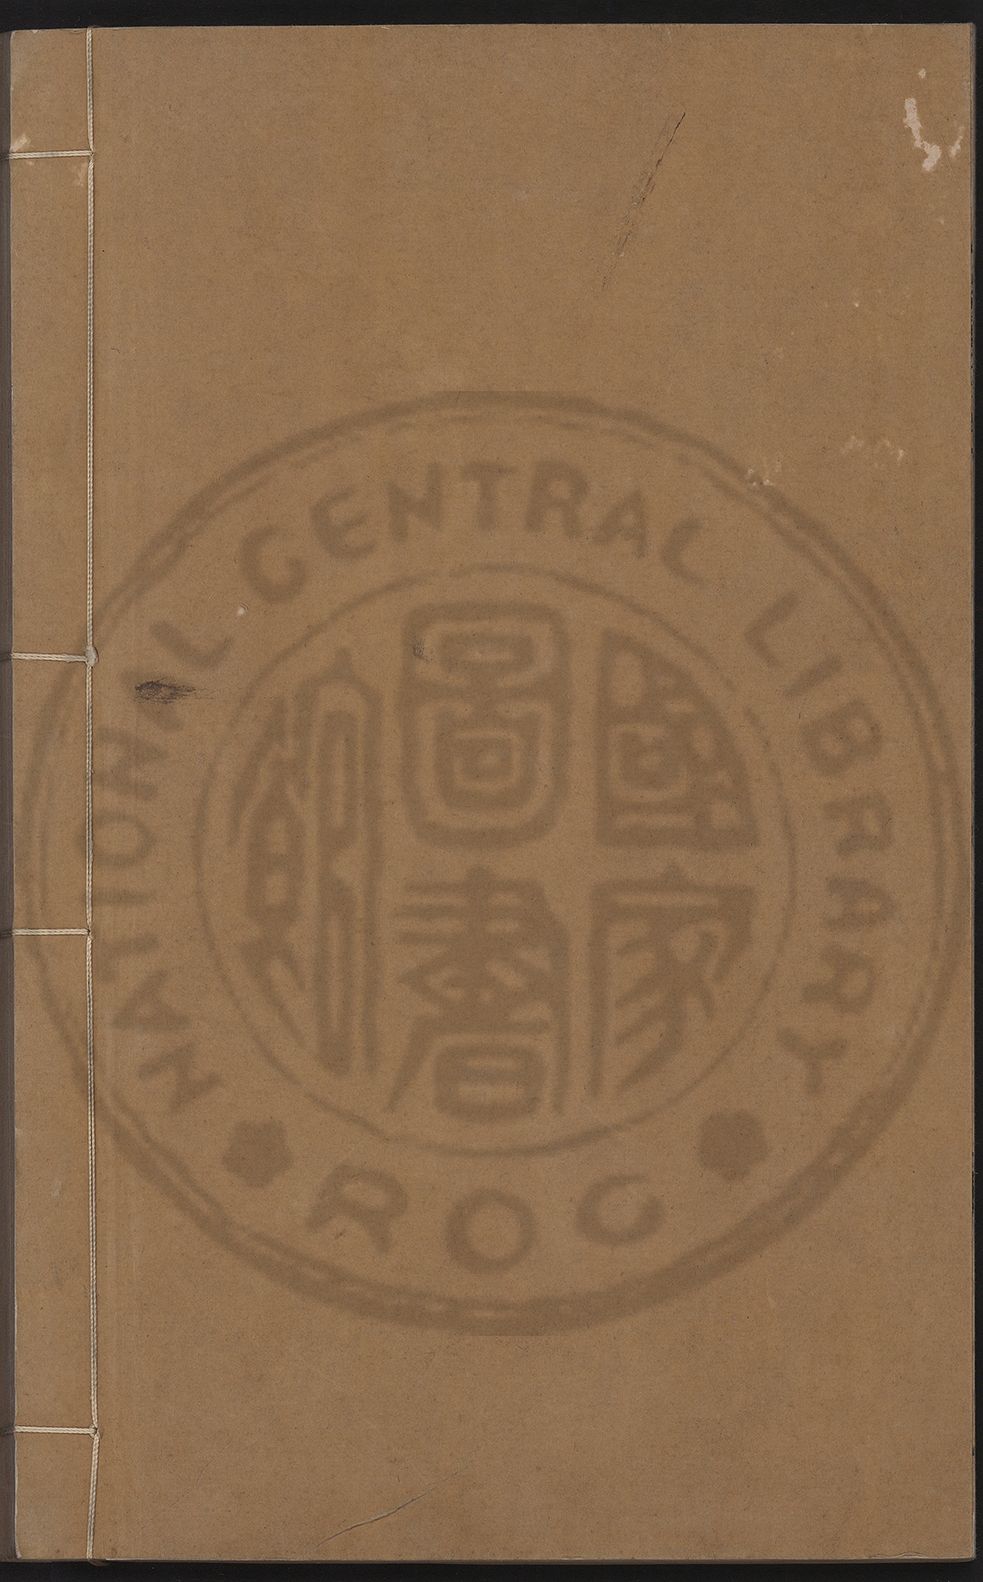 NATIONAL CENTRAL LIBRARY
國家
圖書
館
ROC